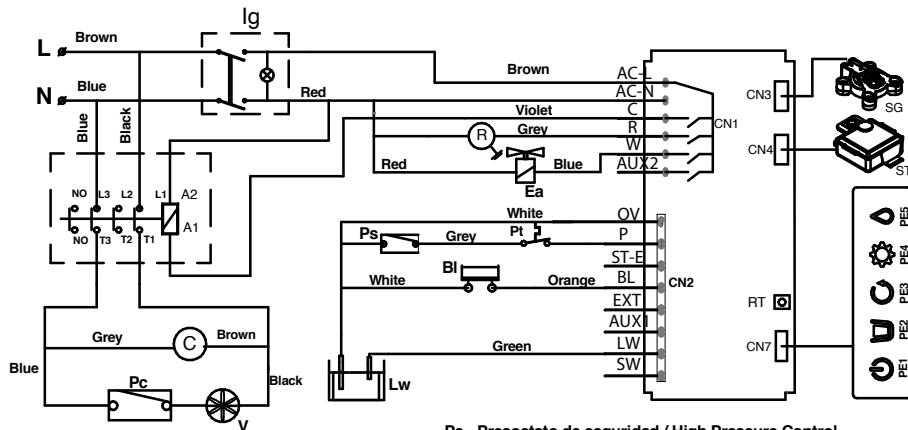 Ig
L
Brown
N
Blue
Red
Blue
Black
Brown
AC-L
AC-N
Violet
C
R
Grey
R
W
Red
Blue
AUX2
Ea
CN1
CN3
SG
CN4
ST
NO
L3
L2
L1
A2
A1
NO
T3
T2
T1
White
OV
Ps
Grey
Pt
P
ST-E
Bl
White
Orange
BL
CN2
EXT
AUX1
Green
LW
SW
Lw
RT
CN7
PE5
PE4
PE3
PE2
PE1
Grey
C
Brown
Blue
Pc
Black
V
Ps - Presostato de seguridad / High Pressure Control